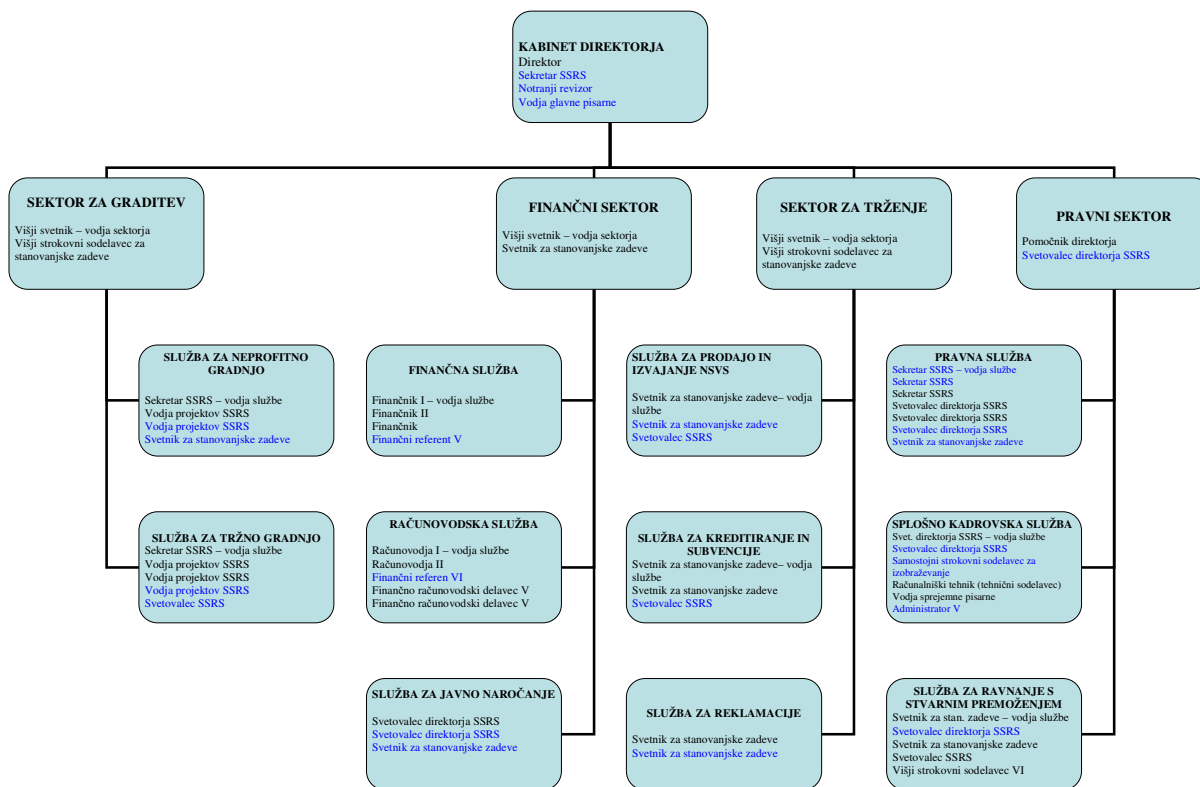 KABINET DIREKTORJA
Direktor
Sekretar SSRS
Notranji revizor
Vodja glavne pisarne
SEKTOR ZA GRADITEV
Višji svetnik – vodja sektorja
Višji strokovni sodelavec za
stanovanjske zadeve
FINANČNI SEKTOR
Višji svetnik – vodja sektorja
Svetnik za stanovanjske zadeve
SEKTOR ZA TRŽENJE
Višji svetnik – vodja sektorja
Višji strokovni sodelavec za
stanovanjske zadeve
PRAVNI SEKTOR
Pomočnik direktorja
Svetovalec direktorja SSRS
SLUŽBA ZA NEPROFITNO
GRADNJO
Sekretar SSRS – vodja službe
Vodja projektov SSRS
Vodja projektov SSRS
Svetnik za stanovanjske zadeve
FINANČNA SLUŽBA
Finančnik I – vodja službe
Finančnik II
Finančnik
Finančni referent V
SLUŽBA ZA PRODAJO IN
IZVAJANJE NSVS
Svetnik za stanovanjske zadeve– vodja
službe
Svetnik za stanovanjske zadeve
Svetovalec SSRS
PRAVNA SLUŽBA
Sekretar SSRS – vodja službe
Sekretar SSRS
Sekretar SSRS
Svetovalec direktorja SSRS
Svetovalec direktorja SSRS
Svetovalec direktorja SSRS
Svetnik za stanovanjske zadeve
SLUŽBA ZA TRŽNO GRADNJO
Sekretar SSRS – vodja službe
Vodja projektov SSRS
Vodja projektov SSRS
Vodja projektov SSRS
Svetovalec SSRS
RAČUNOVODSKA SLUŽBA
Računovodja I – vodja službe
Računovodja II
Finančni referen VI
Finančno računovodski delavec V
Finančno računovodski delavec V
SLUŽBA ZA KREDITIRANJE IN
SUBVENCIJE
Svetnik za stanovanjske zadeve– vodja
službe
Svetnik za stanovanjske zadeve
Svetovalec SSRS
SPLOŠNO KADROVSKA SLUŽBA
Svet. direktorja SSRS – vodja službe
Svetovalec direktorja SSRS
Samostojni strokovni sodelavec za
izobraževanje
Računalniški tehnik (tehnični sodelavec)
Vodja sprejemne pisarne
Administrator V
SLUŽBA ZA JAVNO NAROČANJE
Svetovalec direktorja SSRS
Svetovalec direktorja SSRS
Svetnik za stanovanjske zadeve
SLUŽBA ZA REKLAMACIJE
Svetnik za stanovanjske zadeve
Svetnik za stanovanjske zadeve
SLUŽBA ZA RAVNANJE S
STVARNIM PREMOŽENJEM
Svetnik za stan. zadeve – vodja službe
Svetovalec direktorja SSRS
Svetnik za stanovanjske zadeve
Svetovalec SSRS
Višji strokovni sodelavec VI